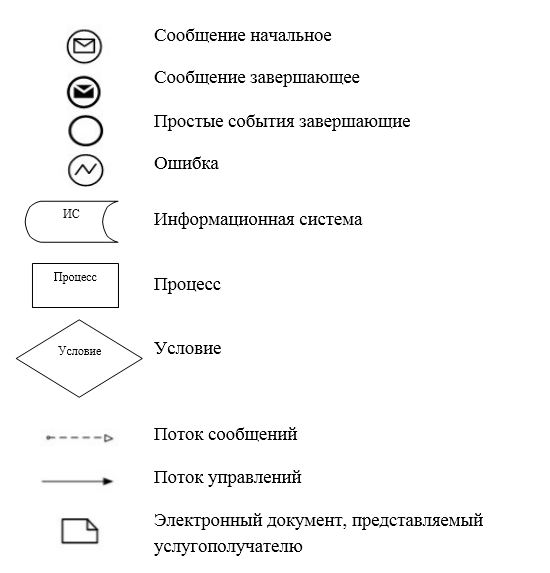 Сообщение начальное
Сообщение завершающее
Простые события завершающие
Ошибка
ИС
Информационная система
Процесс
Процесс
Условие
Условие
Поток сообщений
Поток управлений
Электронный документ, представляемый
услугополучателю